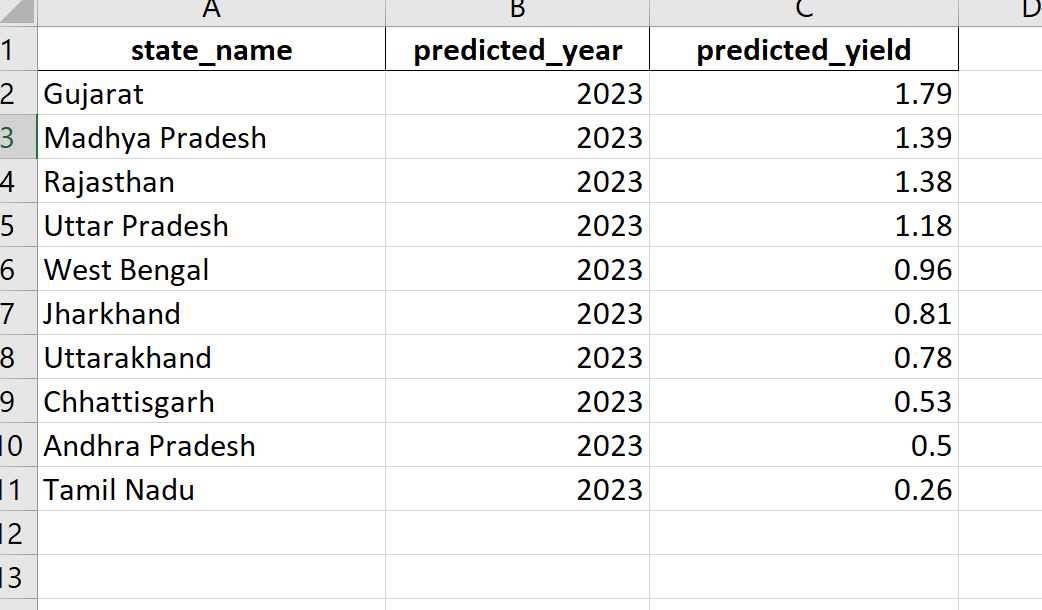 A B C D
1 state_name predicted_year predicted_yield
2 Gujarat 2023 1.79
3 Madhya Pradesh 2023 1.39
4 Rajasthan 2023 1.38
5 Uttar Pradesh 2023 1.18
6 West Bengal 2023 0.96
7 Jharkhand 2023 0.81
8 Uttarakhand 2023 0.78
9 Chhattisgarh 2023 0.53
10 Andhra Pradesh 2023 0.5
11 Tamil Nadu 2023 0.26
12
13